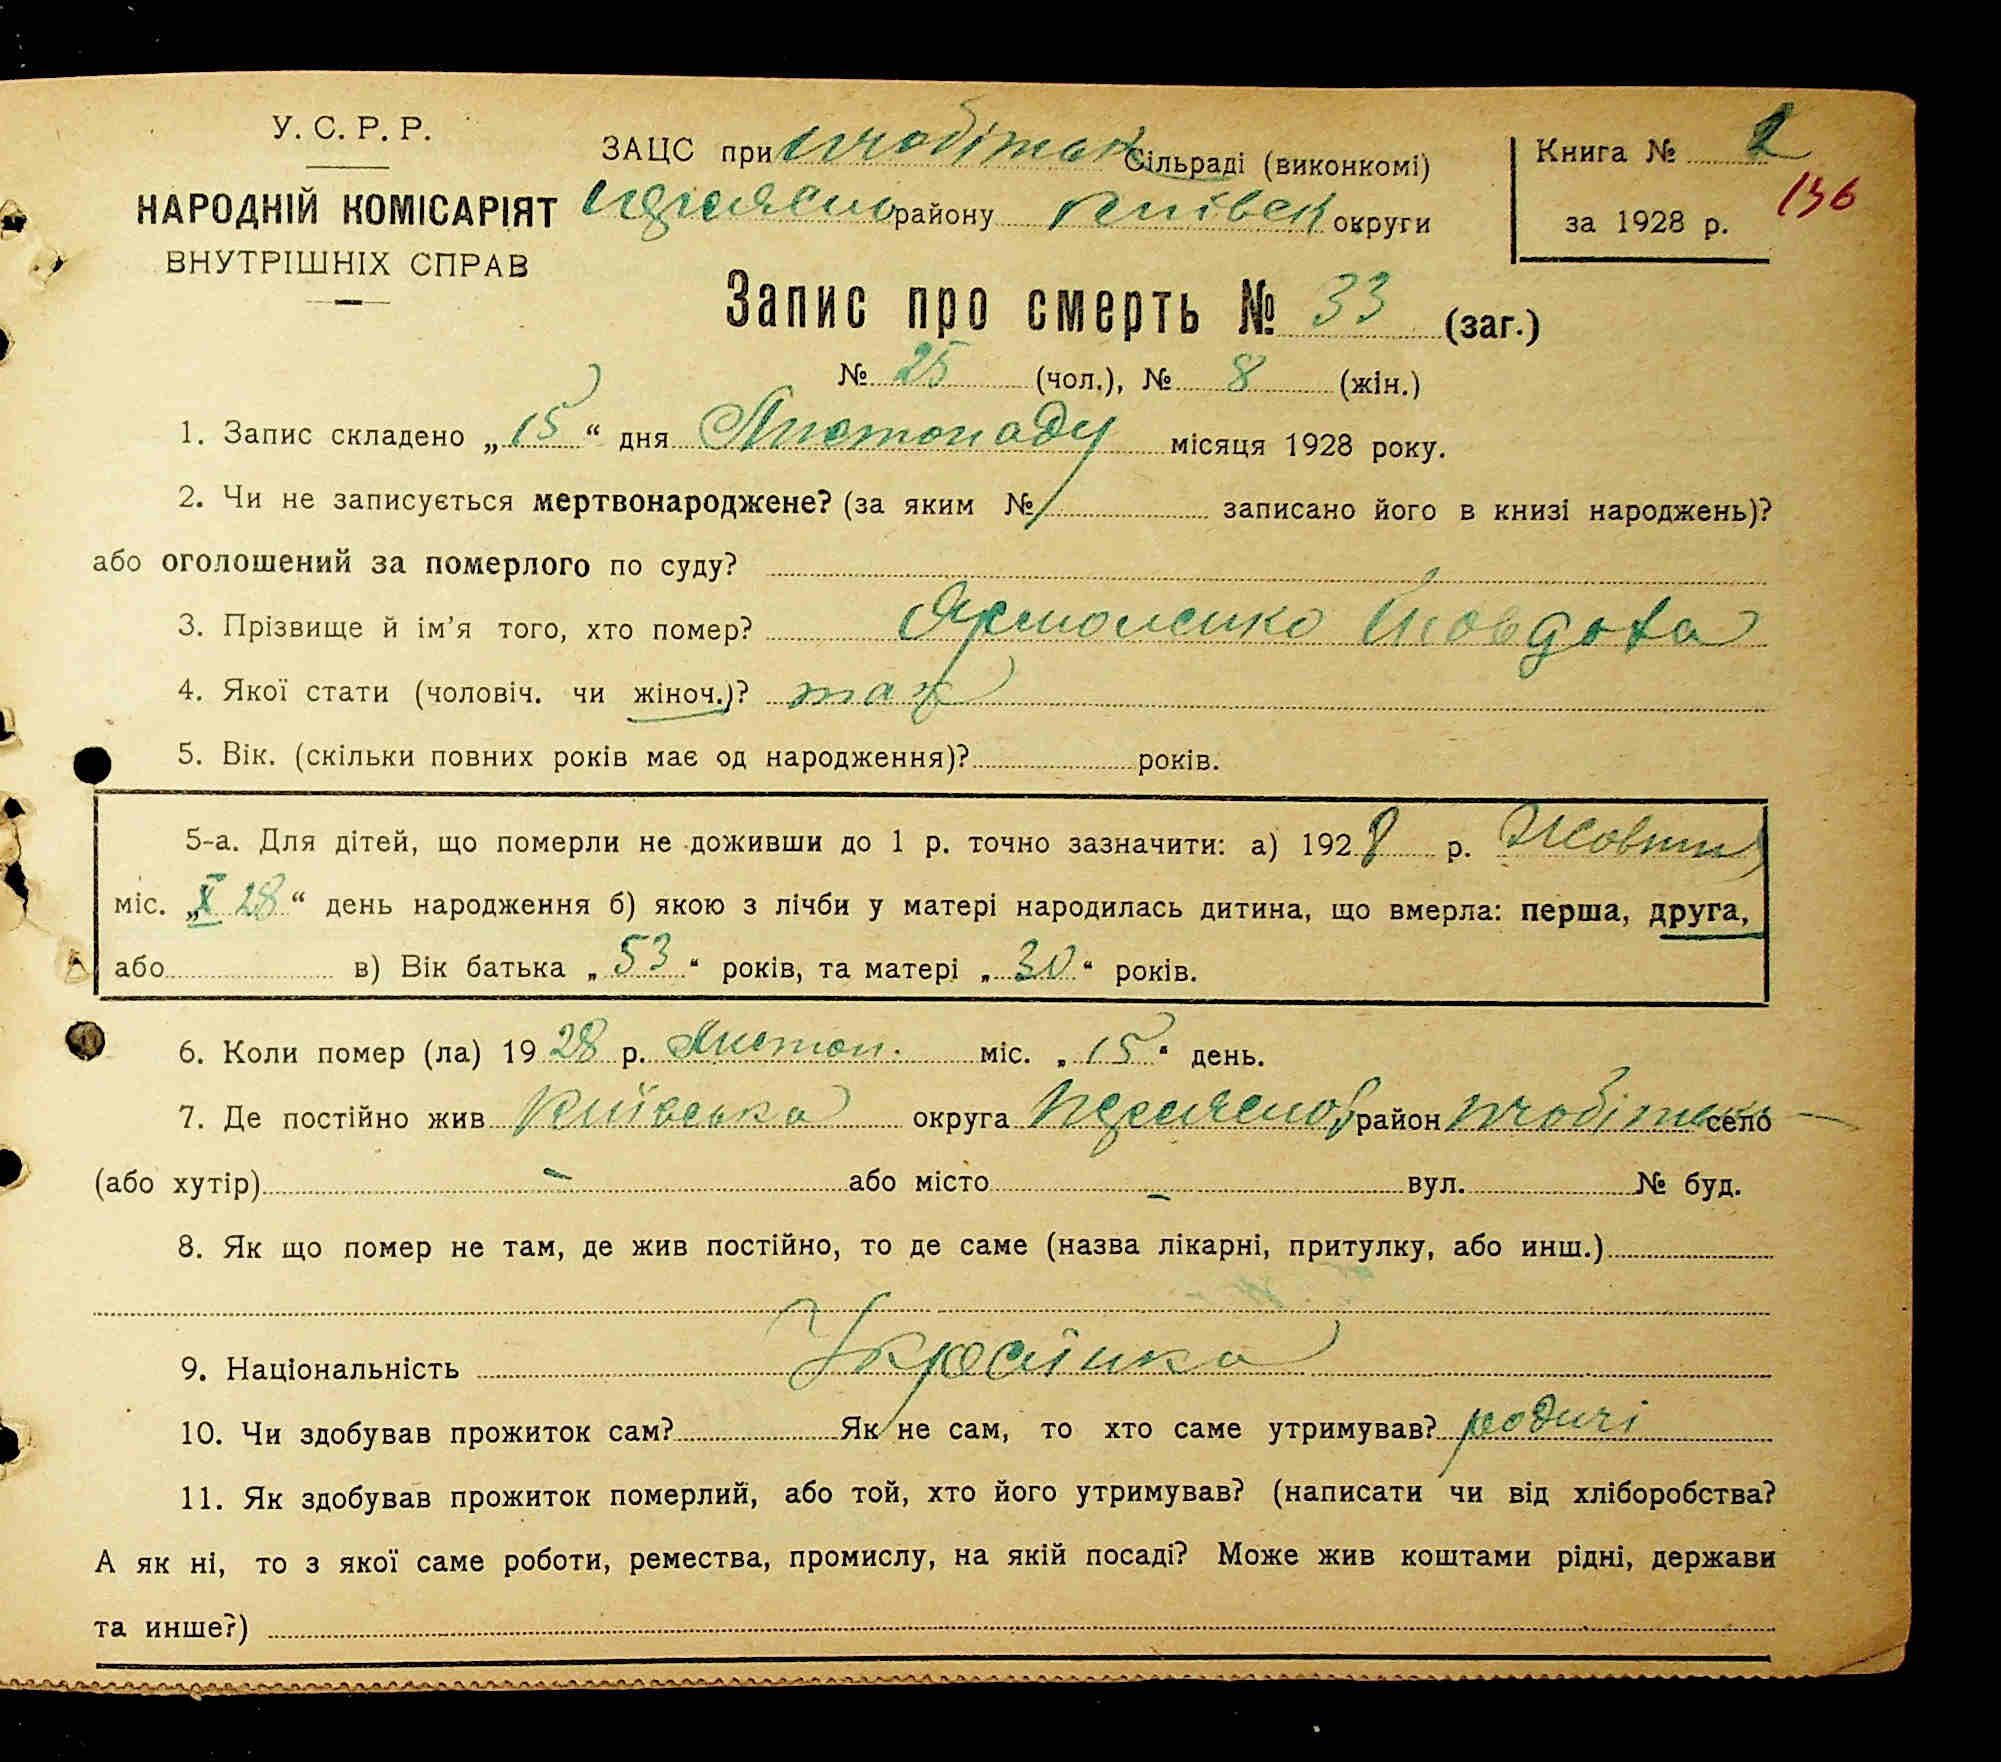 У. С. Р. Р.
НАРОДНІЙ КОМІСАРІЯТ
ВНУТРІШНІХ СПРАВ
ЗАЦС при Сільраді (виконкомі)
району Київськ округи
Книга № 2
за 1928 р.
136
Запис про смерть № 33 (заг.)
№ 25 (чол.), № 8 (жін.)
1. Запис складено „15“ дня Листопаду місяця 1928 року.
2. Чи не записується мертвонароджене? (за яким № записано його в книзі народжень)?
або оголошений за померлого по суду?
3. Прізвище й ім'я того, хто помер? Ярмоленко
4. Якої стати (чоловіч. чи жіноч.)?
5. Вік. (скільки повних років має од народження)? років.
5-а. Для дітей, що померли не доживши до 1 р. точно зазначити: а) 1928 р. Жовтня
міс. „X 28“ день народження б) якою з лічби у матері народилась дитина, що вмерла: перша, друга,
або в) Вік батька „53“ років, та матері „30“ років.
6. Коли помер (ла) 1928 р. Листоп. міс. „15“ день.
7. Де постійно жив Київська округа район село
(або хутір) – або місто – вул. № буд.
8. Як що помер не там, де жив постійно, то де саме (назва лікарні, притулку, або инш.)
9. Національність Українка
10. Чи здобував прожиток сам? Як не сам, то хто саме утримував? родичі
11. Як здобував прожиток померлий, або той, хто його утримував? (написати чи від хліборобства?
А як ні, то з якої саме роботи, ремества, промислу, на якій посаді? Може жив коштами рідні, держави
та инше?)